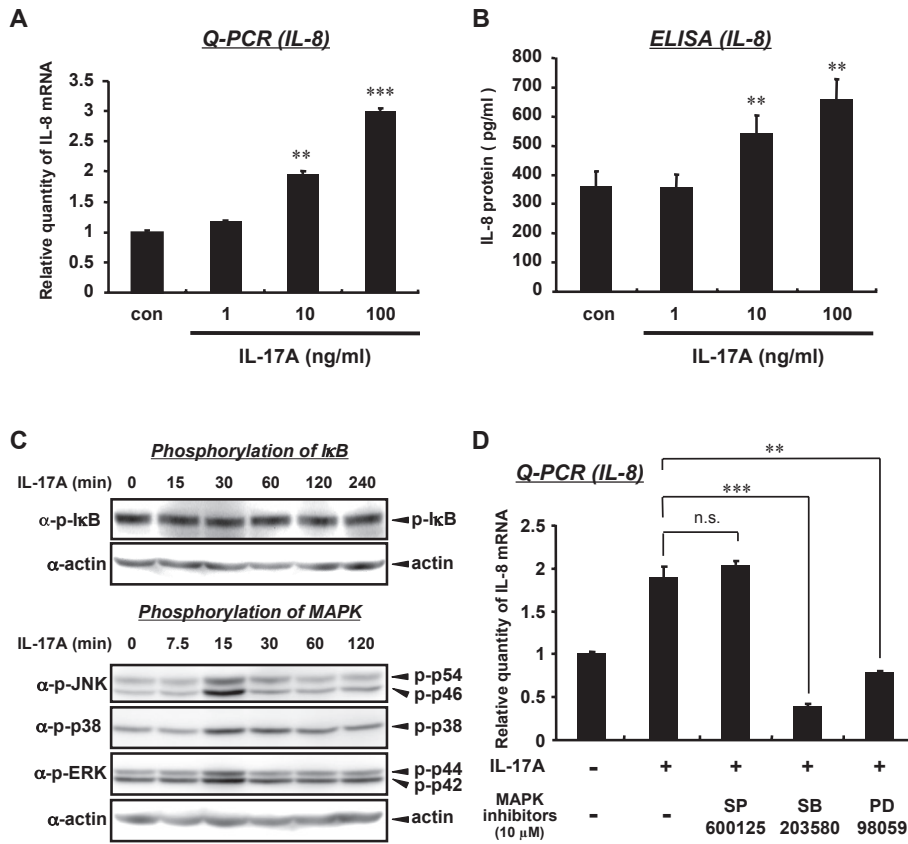 A
Q-PCR (IL-8)
Relative quantity of IL-8 mRNA
3.5
3
2.5
2
1.5
1
0.5
0
**
***
con 1 10 100
IL-17A (ng/ml)
B
ELISA (IL-8)
IL-8 protein ( pg/ml)
800
700
600
500
400
300
200
100
0
**
**
con 1 10 100
IL-17A (ng/ml)
C
Phosphorylation of IκB
IL-17A (min) 0 15 30 60 120 240
α-p-IκB p-IκB
α-actin actin
Phosphorylation of MAPK
IL-17A (min) 0 7.5 15 30 60 120
α-p-JNK p-p54
p-p46
α-p-p38 p-p38
α-p-ERK p-p44
p-p42
α-actin actin
D
Q-PCR (IL-8)
**
***
n.s.
Relative quantity of IL-8 mRNA
2.5
2
1.5
1
0.5
0
IL-17A - + + + +
MAPK inhibitors (10 μM) - - SP 600125 SB 203580 PD 98059